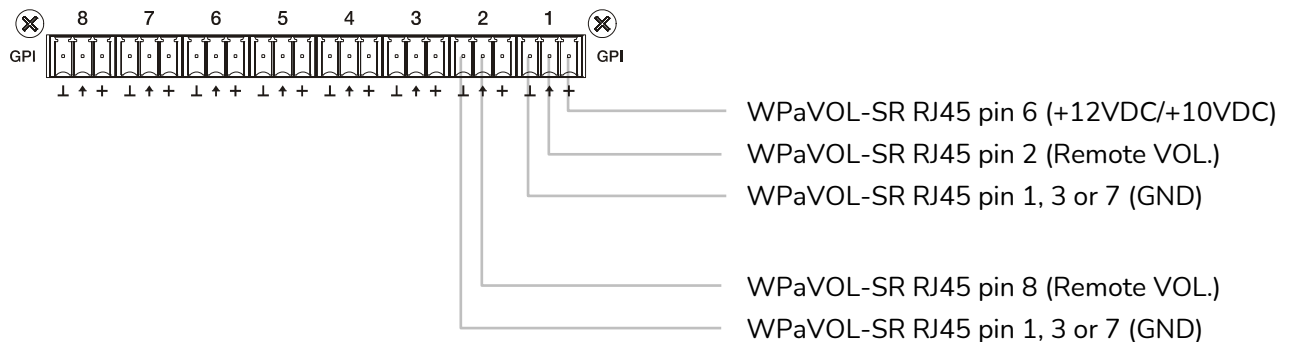 8 7 6 5 4 3 2 1
GPI GPI
⊥ ↑ + ⊥ ↑ + ⊥ ↑ + ⊥ ↑ + ⊥ ↑ + ⊥ ↑ + ⊥ ↑ + ⊥ ↑ +
WPaVOL-SR RJ45 pin 6 (+12VDC/+10VDC)
WPaVOL-SR RJ45 pin 2 (Remote VOL.)
WPaVOL-SR RJ45 pin 1, 3 or 7 (GND)
WPaVOL-SR RJ45 pin 8 (Remote VOL.)
WPaVOL-SR RJ45 pin 1, 3 or 7 (GND)